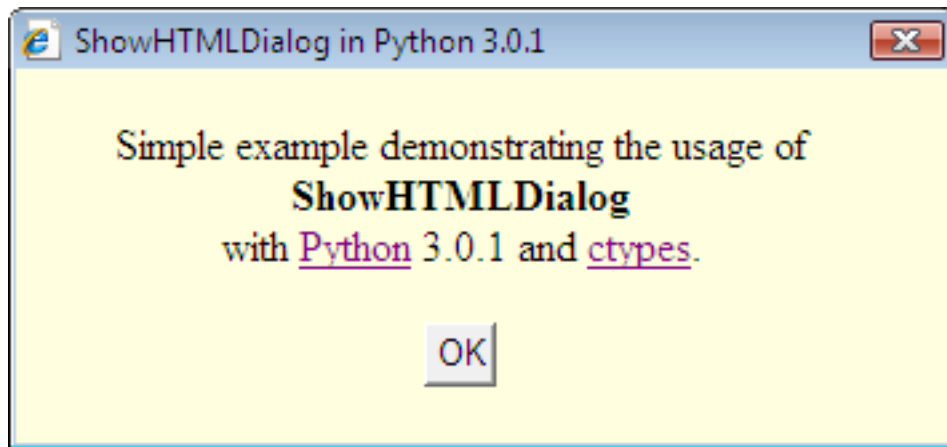 ShowHTMLDialog in Python 3.0.1
Simple example demonstrating the usage of
ShowHTMLDialog
with Python 3.0.1 and ctypes.
OK